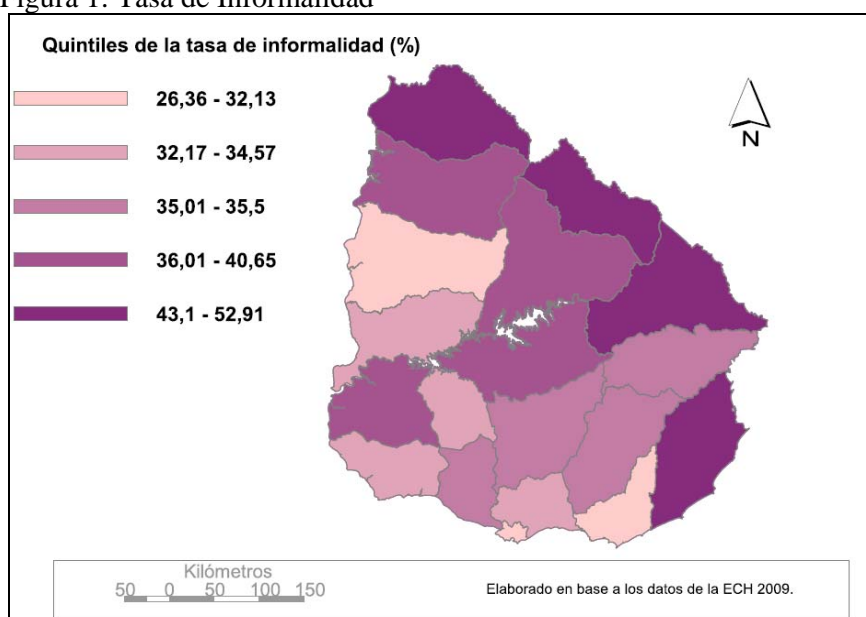 Figura 1: Tasa de Informalidad
Quintiles de la tasa de informalidad (%)
26,36 - 32,13
32,17 - 34,57
35,01 - 35,5
36,01 - 40,65
43,1 - 52,91
N
Kilómetros
50 0 50 100 150
Elaborado en base a los datos de la ECH 2009.